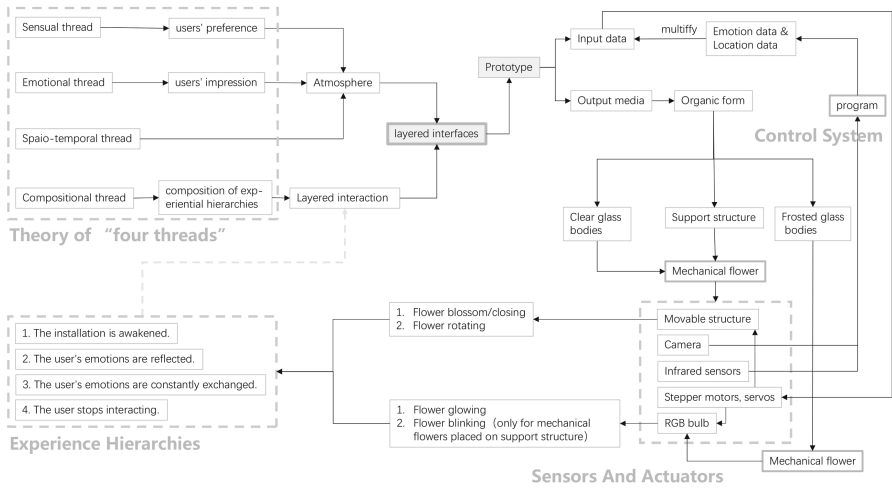 Sensual thread
users' preference
Emotional thread
users' impression
Atmosphere
Spaio-temporal thread
Compositional thread
composition of exp-
eriential hierarchies
Layered interaction
Theory of “four threads”
layered interfaces
Prototype
Input data
multiffy
Emotion data &
Location data
Output media
Organic form
program
Control System
Clear glass
bodies
Support structure
Frosted glass
bodies
Mechanical flower
Movable structure
Camera
Infrared sensors
Stepper motors, servos
RGB bulb
Mechanical flower
Sensors And Actuators
1. Flower blossom/closing
2. Flower rotating
1. Flower glowing
2. Flower blinking（only for mechanical
flowers placed on support structure）
1. The installation is awakened.
2. The user's emotions are reflected.
3. The user's emotions are constantly exchanged.
4. The user stops interacting.
Experience Hierarchies